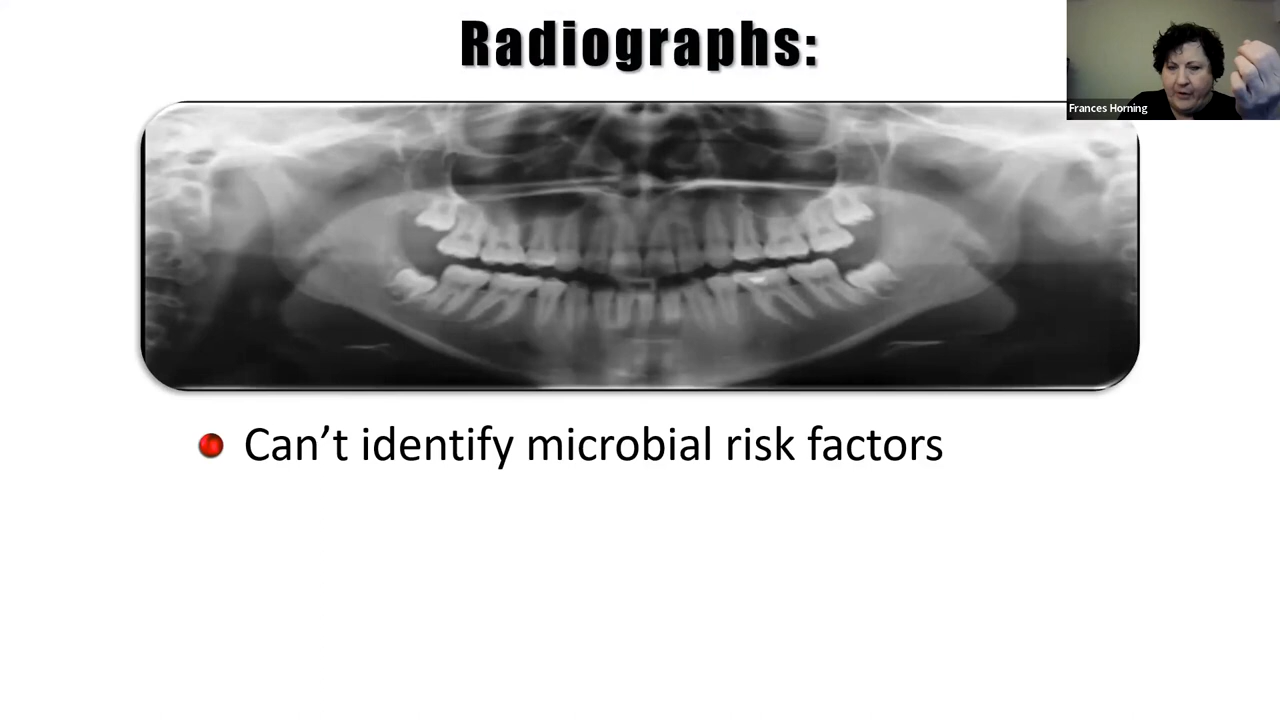 Radiographs:
Frances Horning
Can’t identify microbial risk factors